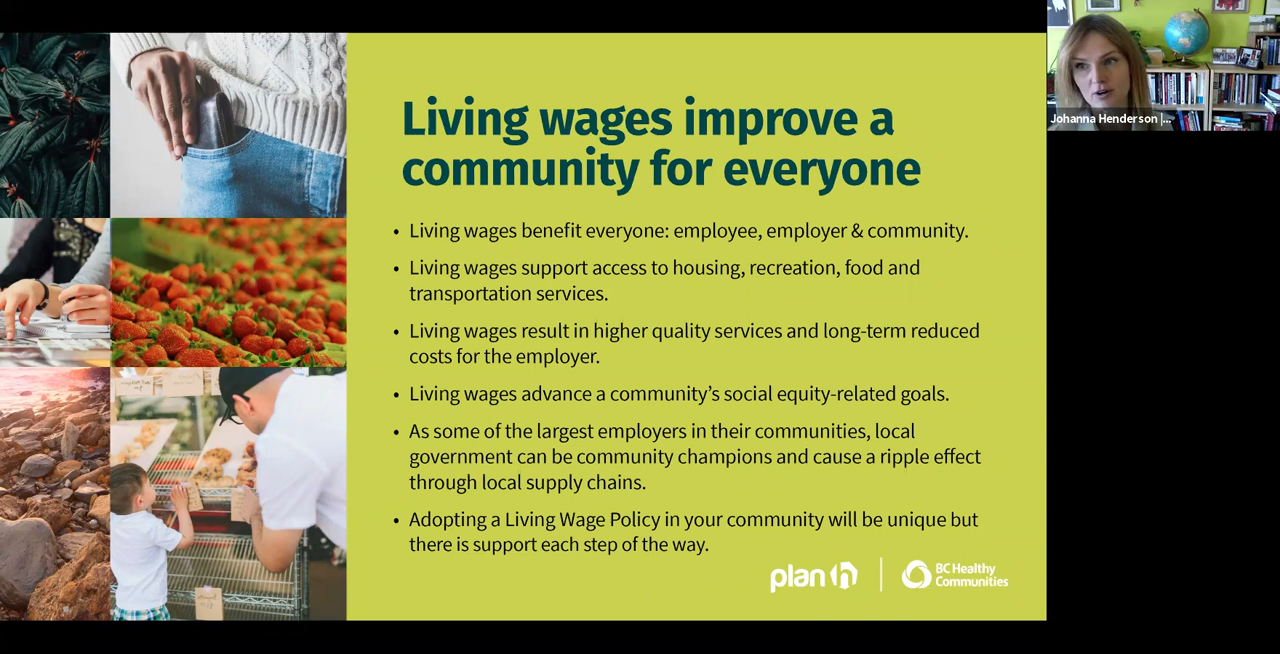 Living wages improve a
community for everyone
• Living wages benefit everyone: employee, employer & community.
• Living wages support access to housing, recreation, food and
transportation services.
• Living wages result in higher quality services and long-term reduced
costs for the employer.
• Living wages advance a community’s social equity-related goals.
• As some of the largest employers in their communities, local
government can be community champions and cause a ripple effect
through local supply chains.
• Adopting a Living Wage Policy in your community will be unique but
there is support each step of the way.
plan h
BC Healthy
Communities
Johanna Henderson |...